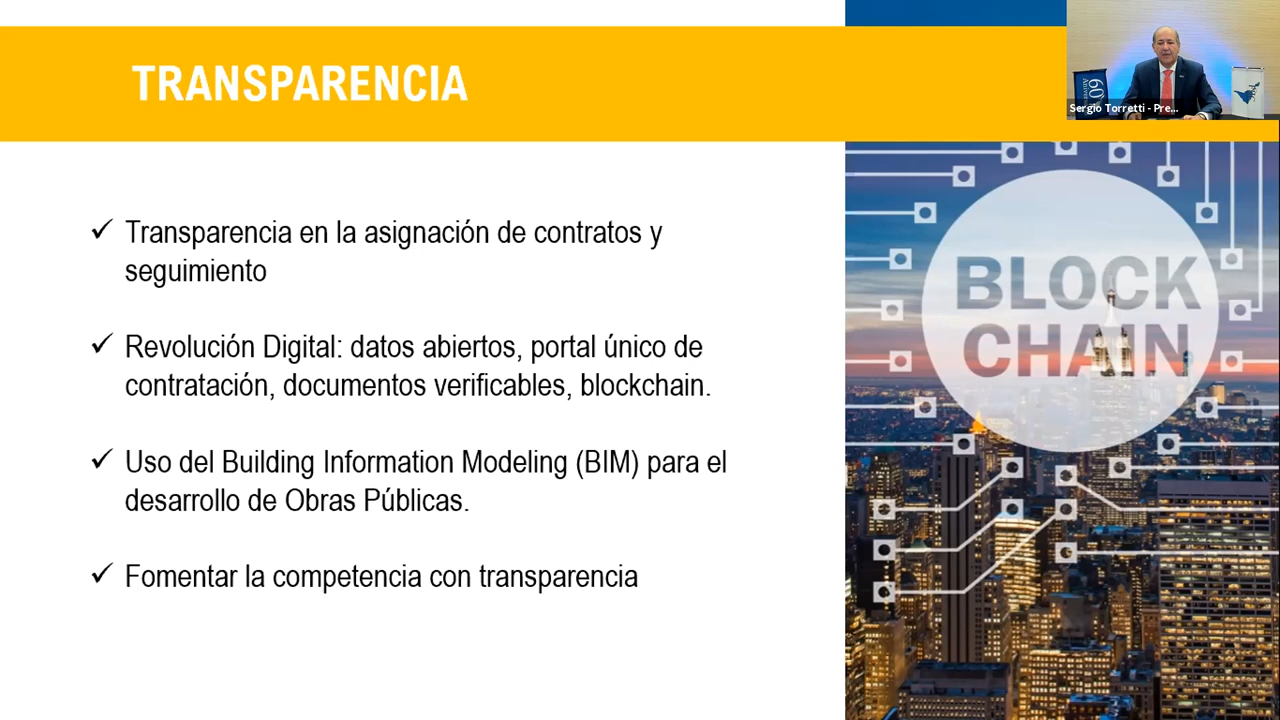 TRANSPARENCIA
Sergio Torretti - Pre...
60
✓ Transparencia en la asignación de contratos y
seguimiento
✓ Revolución Digital: datos abiertos, portal único de
contratación, documentos verificables, blockchain.
✓ Uso del Building Information Modeling (BIM) para el
desarrollo de Obras Públicas.
✓ Fomentar la competencia con transparencia
BLOCK
CHAIN